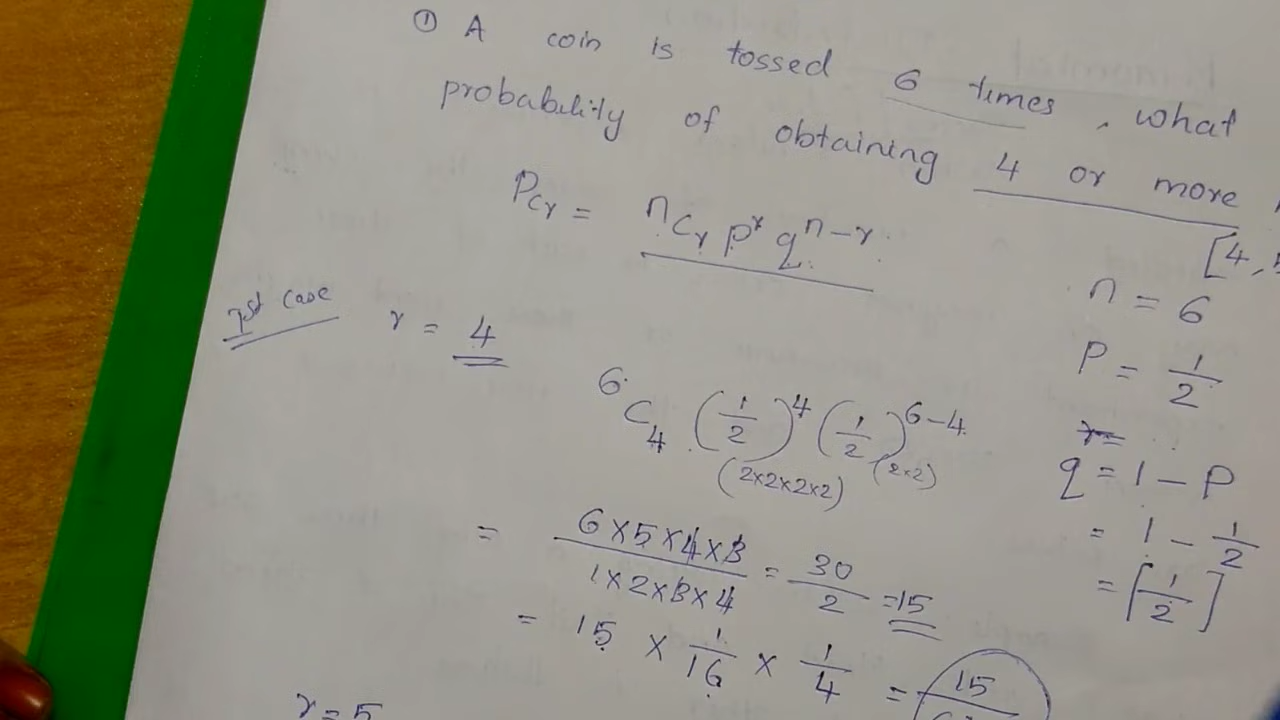 ① A coin is tossed 6 times, what
probability of obtaining 4 or more
[4,
PCr = nCr p^r q^n-r
n = 6
1st case r = 4
P = 1/2
6C4 (1/2)^4 (1/2)^6-4
(2×2×2×2) (2×2)
r=
q = 1 - P
= 1 - 1/2
= [1/2]
= 6×5×4×3 / 1×2×3×4 = 30/2 = 15
= 15 × 1/16 × 1/4 = 15/
r = 5